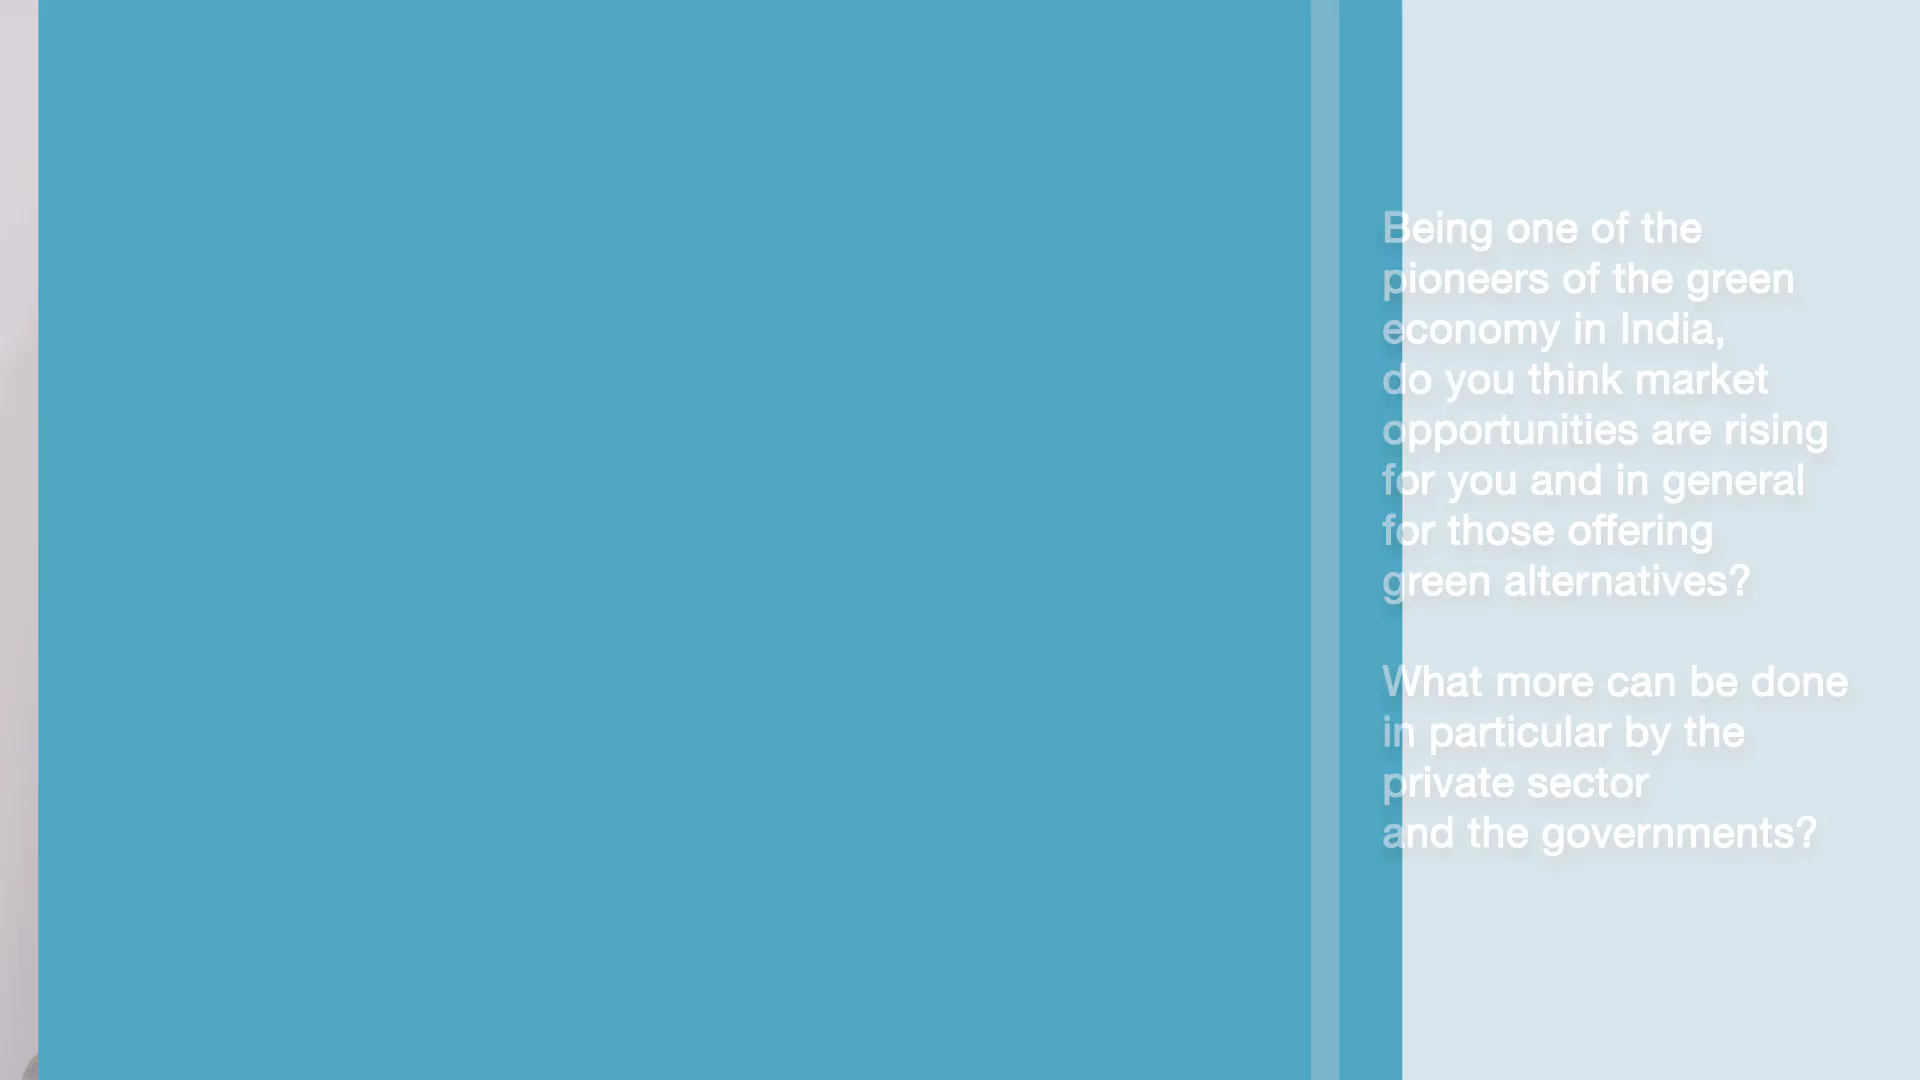 Being one of the
pioneers of the green
economy in India,
do you think market
opportunities are rising
for you and in general
for those offering
green alternatives?
What more can be done
in particular by the
private sector
and the governments?